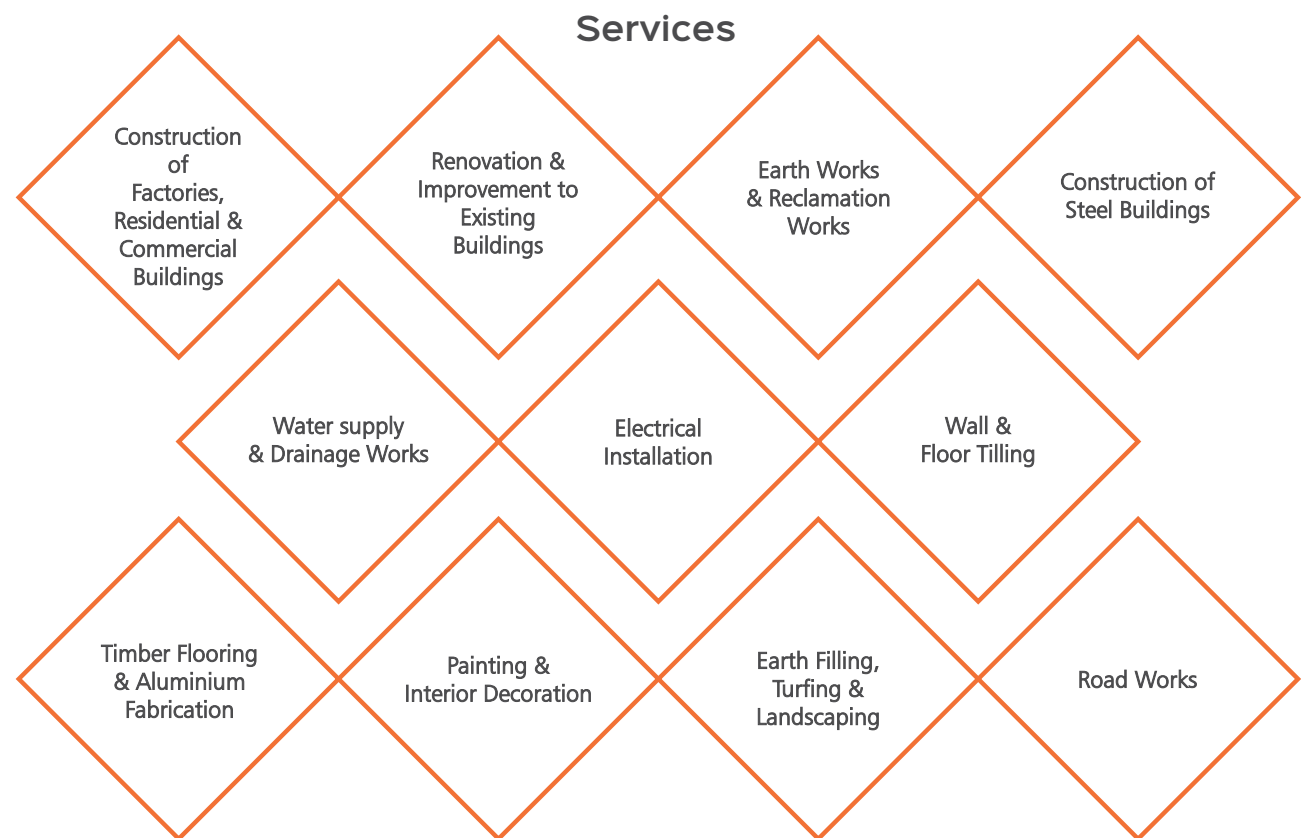 Services
Construction
of
Factories,
Residential &
Commercial
Buildings
Renovation &
Improvement to
Existing
Buildings
Earth Works
& Reclamation
Works
Construction of
Steel Buildings
Water supply
& Drainage Works
Electrical
Installation
Wall &
Floor Tilling
Timber Flooring
& Aluminium
Fabrication
Painting &
Interior Decoration
Earth Filling,
Turfing &
Landscaping
Road Works